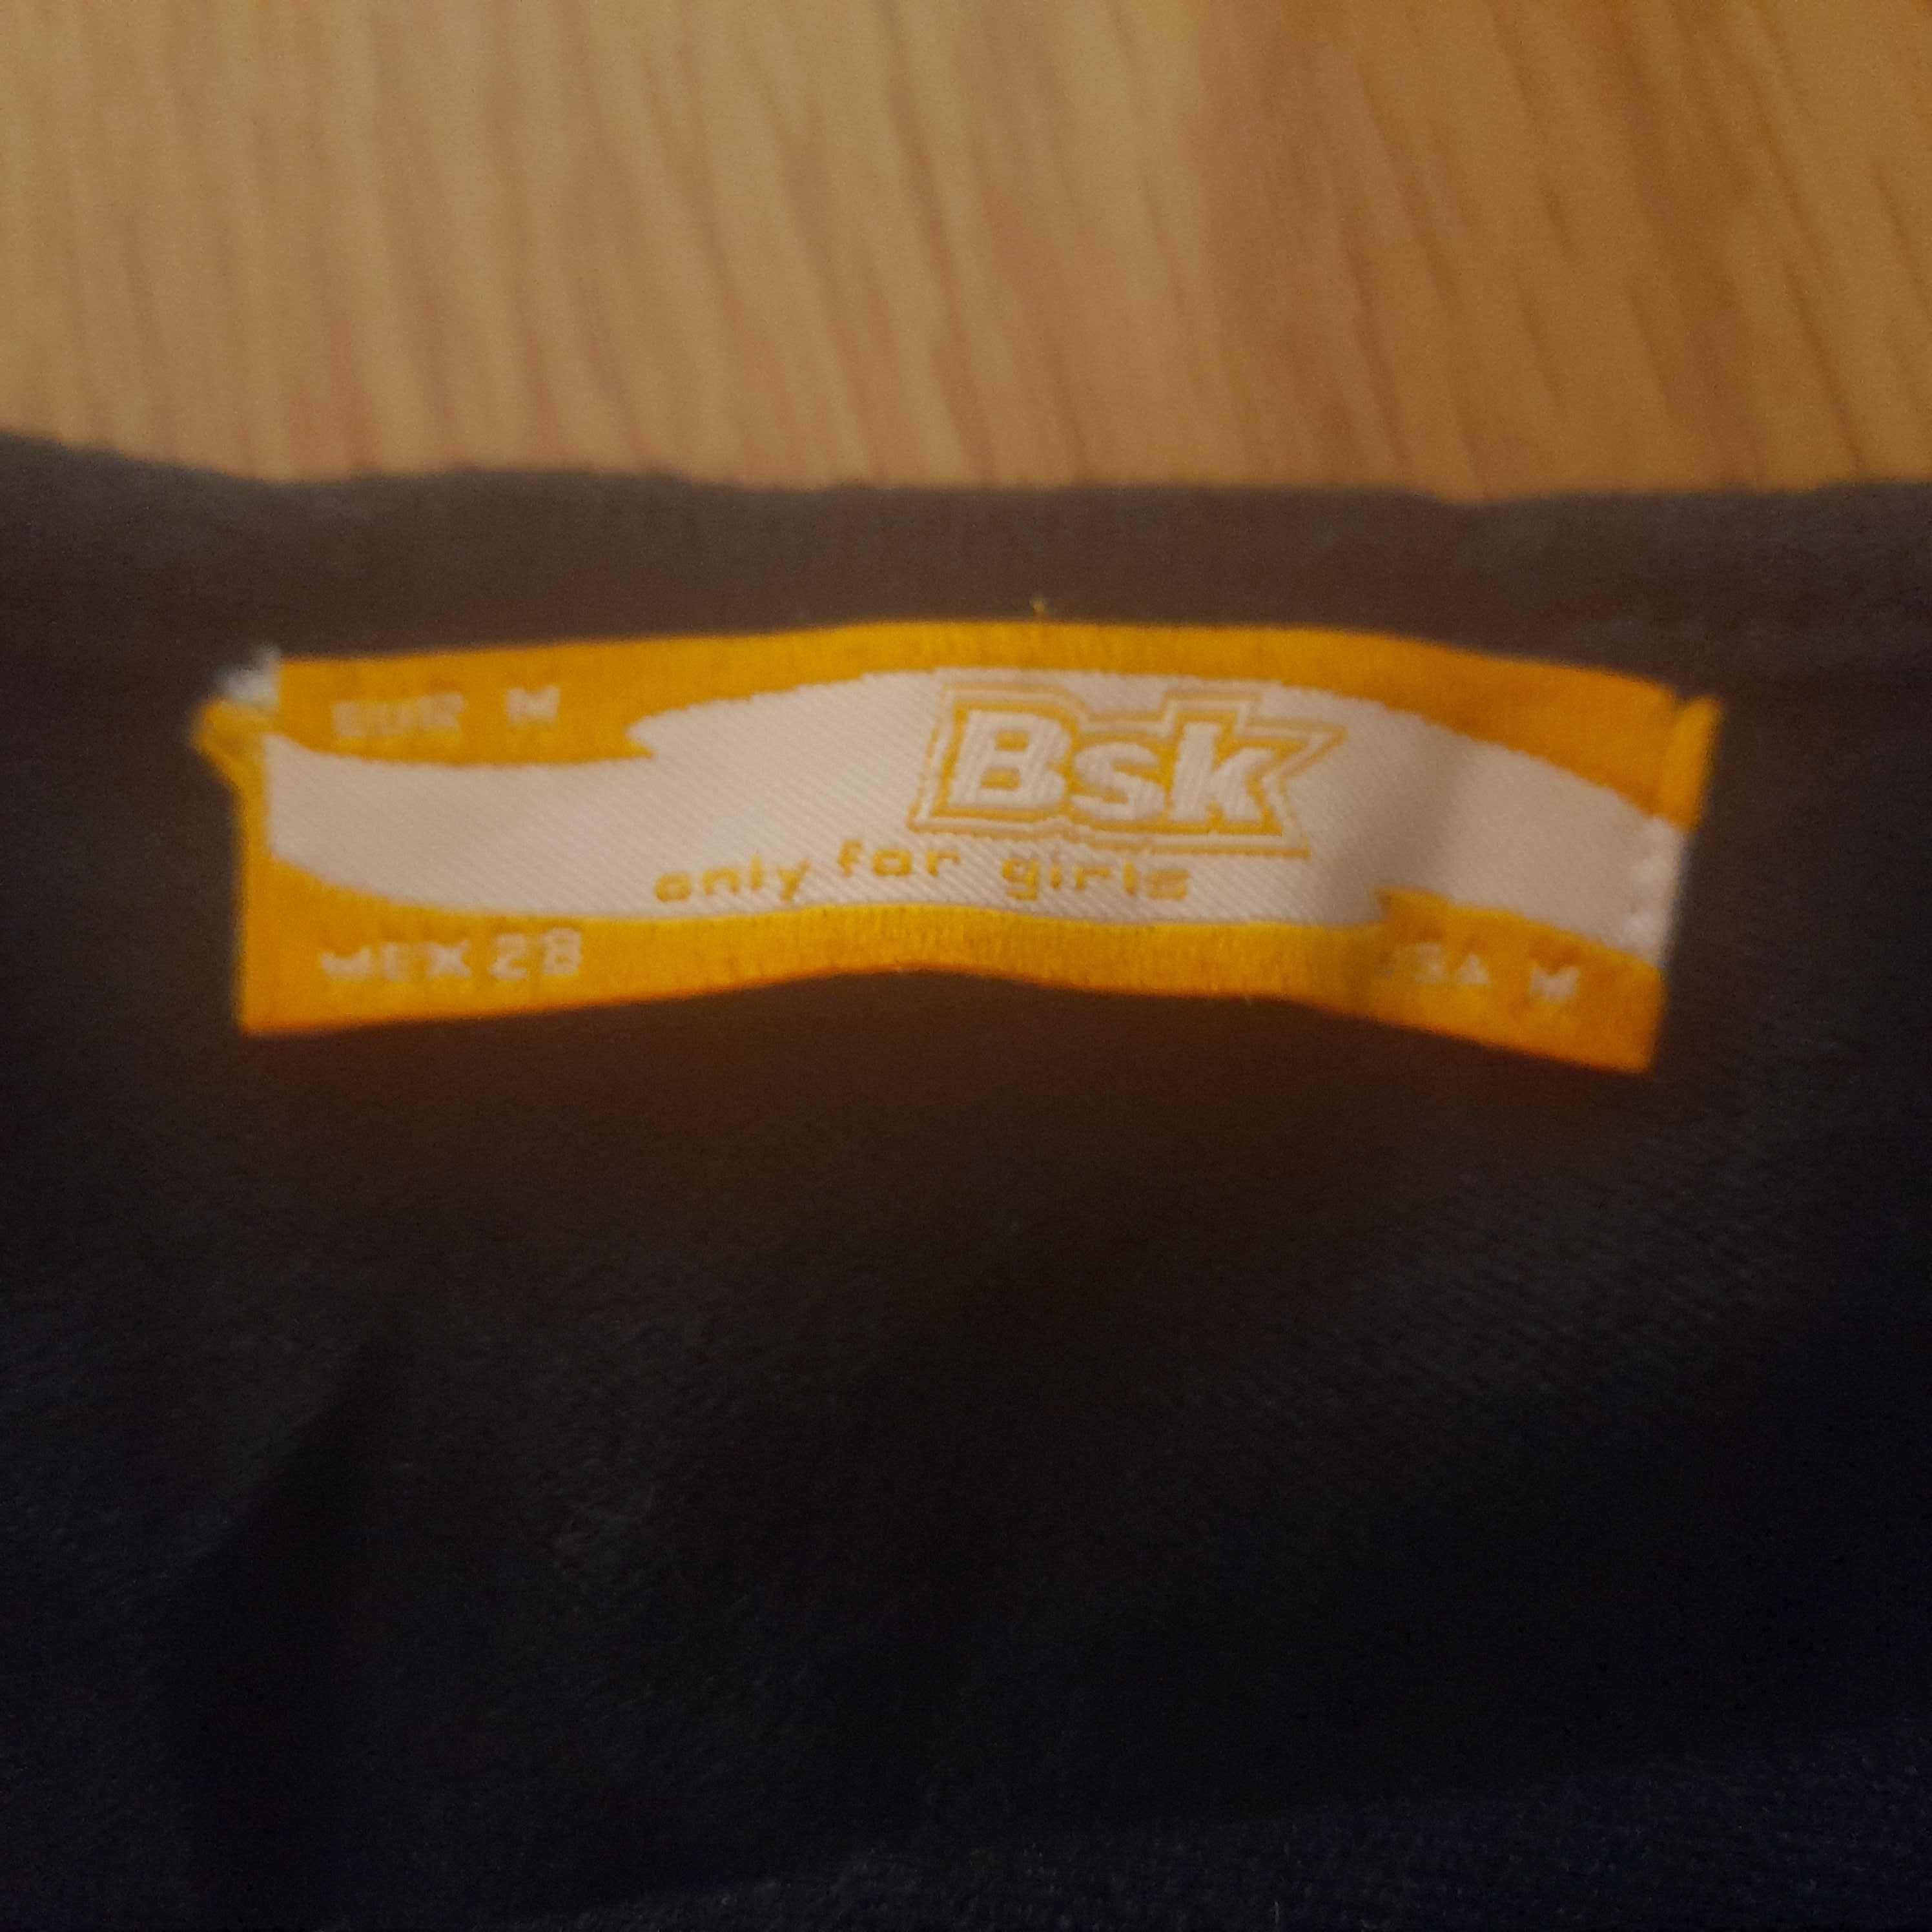 EUR M
Bsk
only for girls
MEX 28
USA M